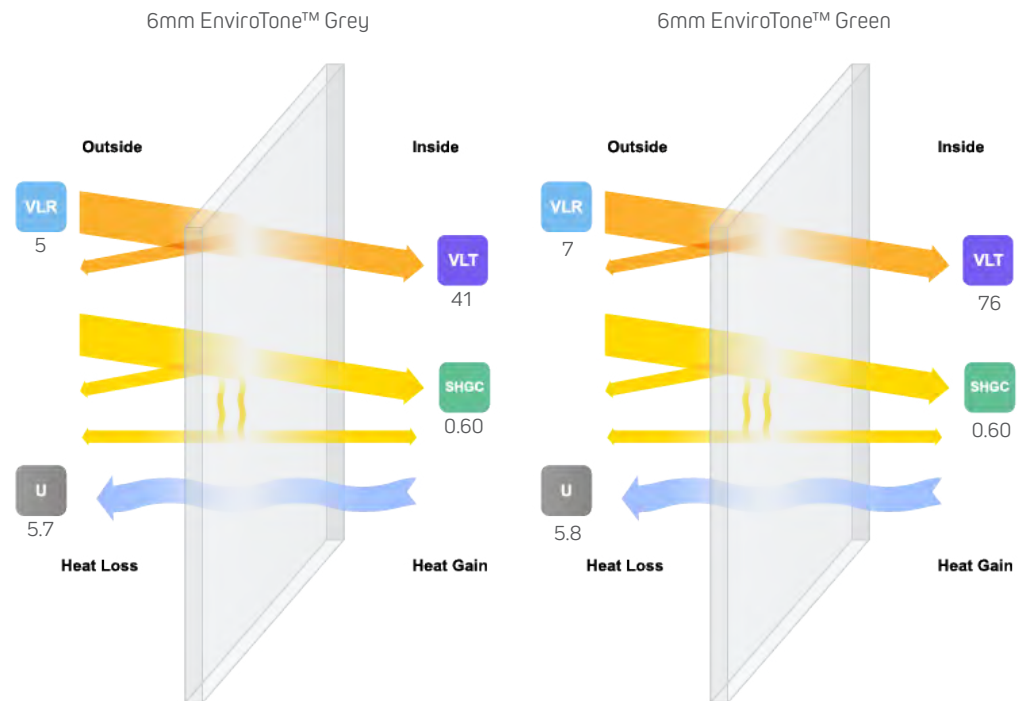 6mm EnviroTone™ Grey
Outside
Inside
VLR
5
VLT
41
SHGC
0.60
U
5.7
Heat Loss
Heat Gain
6mm EnviroTone™ Green
Outside
Inside
VLR
7
VLT
76
SHGC
0.60
U
5.8
Heat Loss
Heat Gain